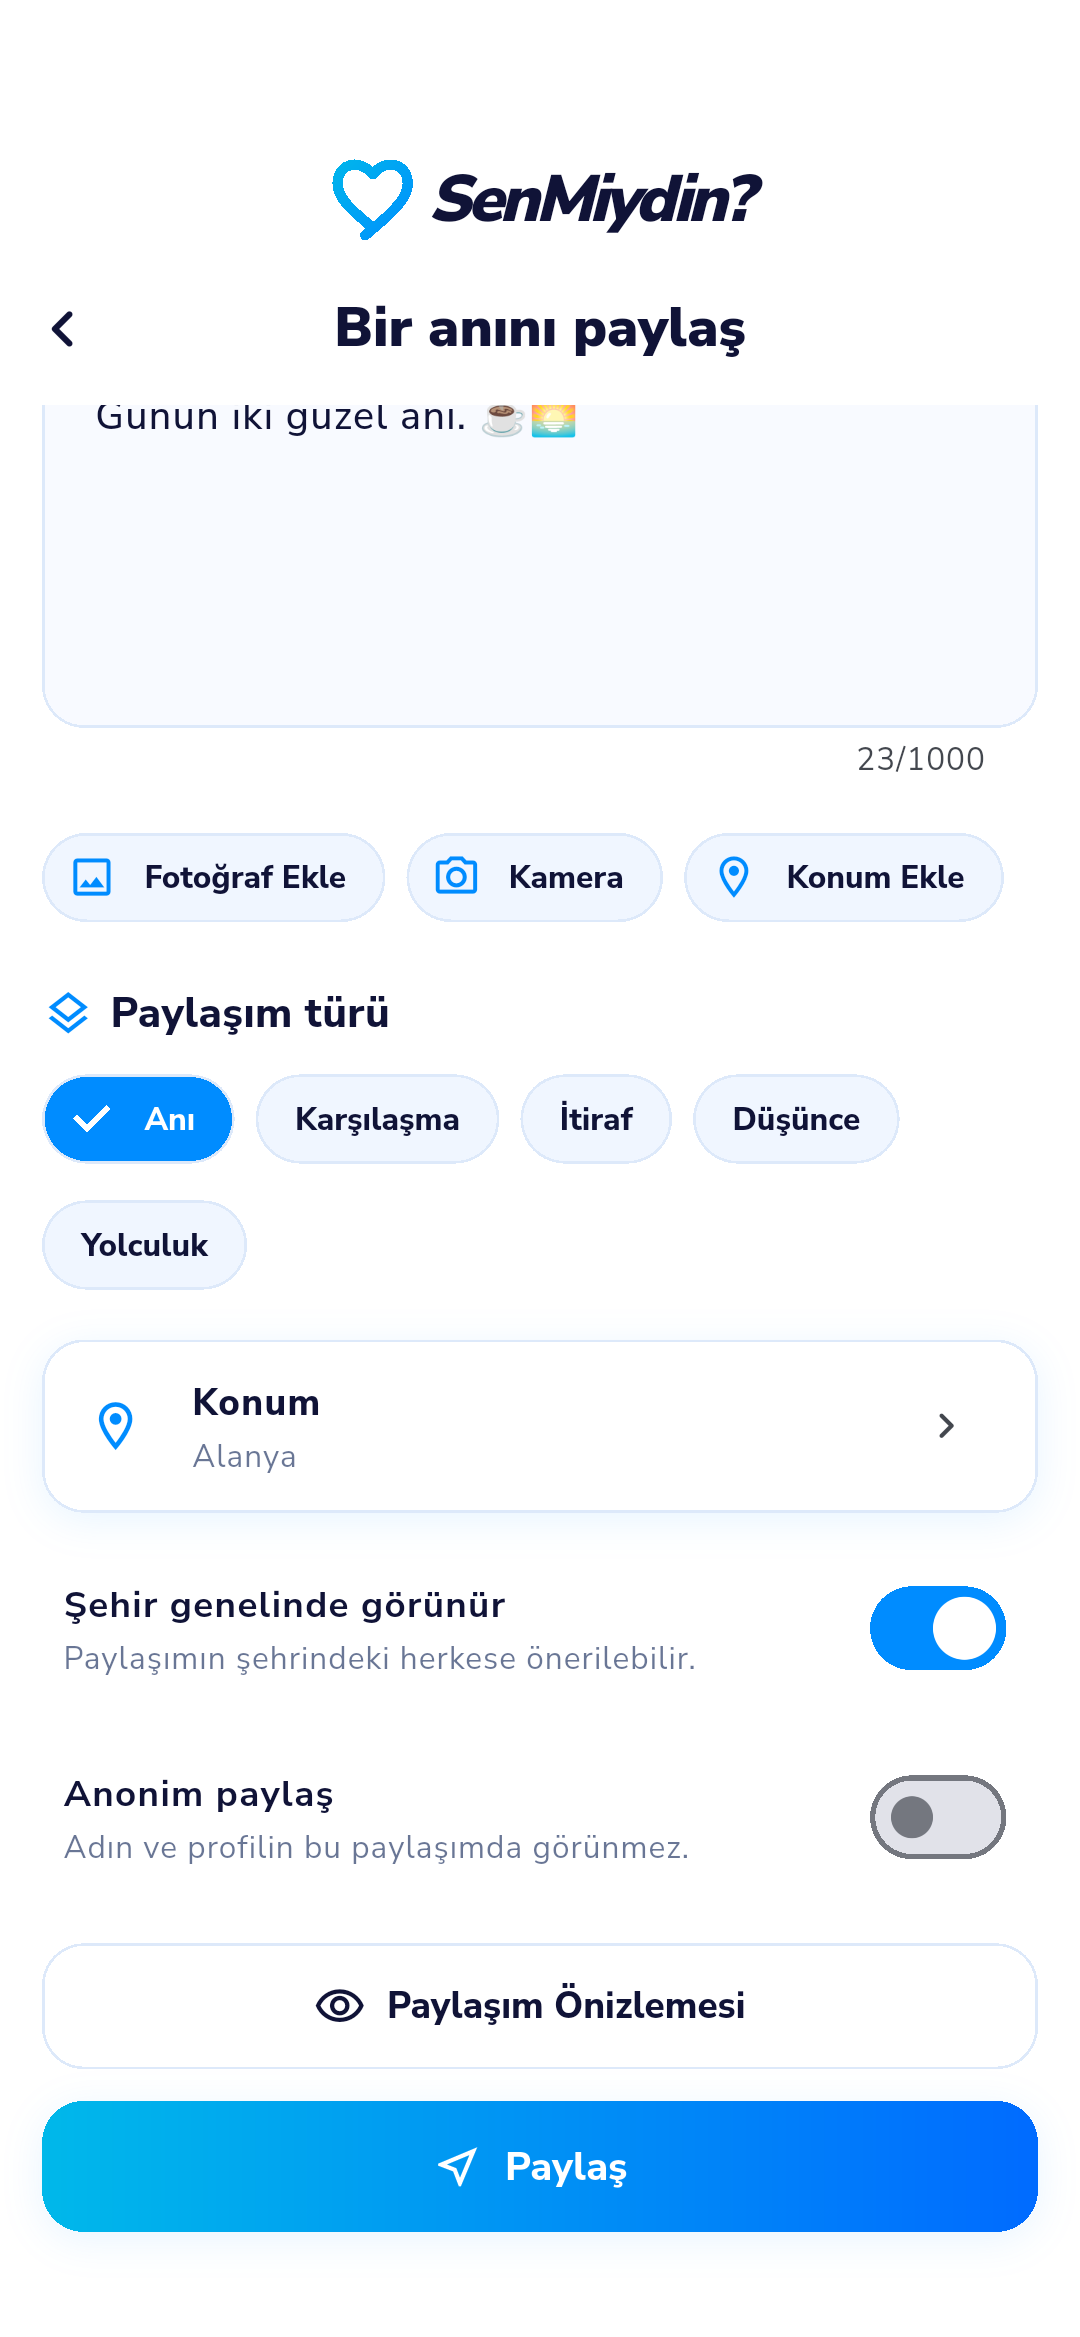 SenMiydin?
Bir anını paylaş
Günün iki güzel anı. ☕🌅
23/1000
Fotoğraf Ekle
Kamera
Konum Ekle
Paylaşım türü
Anı
Karşılaşma
İtiraf
Düşünce
Yolculuk
Konum
Alanya
Şehir genelinde görünür
Paylaşımın şehrindeki herkese önerilebilir.
Anonim paylaş
Adın ve profilin bu paylaşımda görünmez.
Paylaşım Önizlemesi
Paylaş